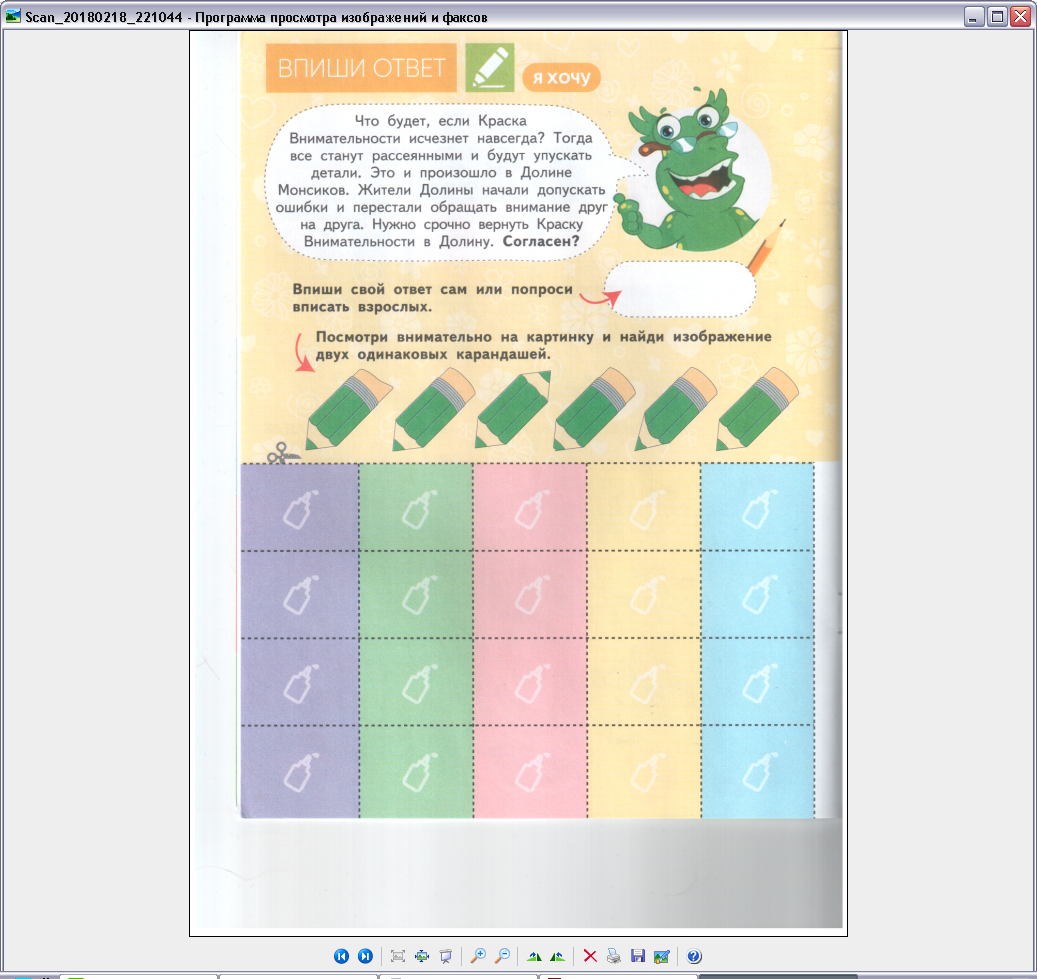 Scan_20180218_221044 - Программа просмотра изображений и факсов
ВПИШИ ОТВЕТ
Я ХОЧУ
Что будет, если Краска
Внимательности исчезнет навсегда? Тогда
все станут рассеянными и будут упускать
детали. Это и произошло в Долине
Монсиков. Жители Долины начали допускать
ошибки и перестали обращать внимание друг
на друга. Нужно срочно вернуть Краску
Внимательности в Долину. Согласен?
Впиши свой ответ сам или попроси
вписать взрослых.
Посмотри внимательно на картинку и найди изображение
двух одинаковых карандашей.